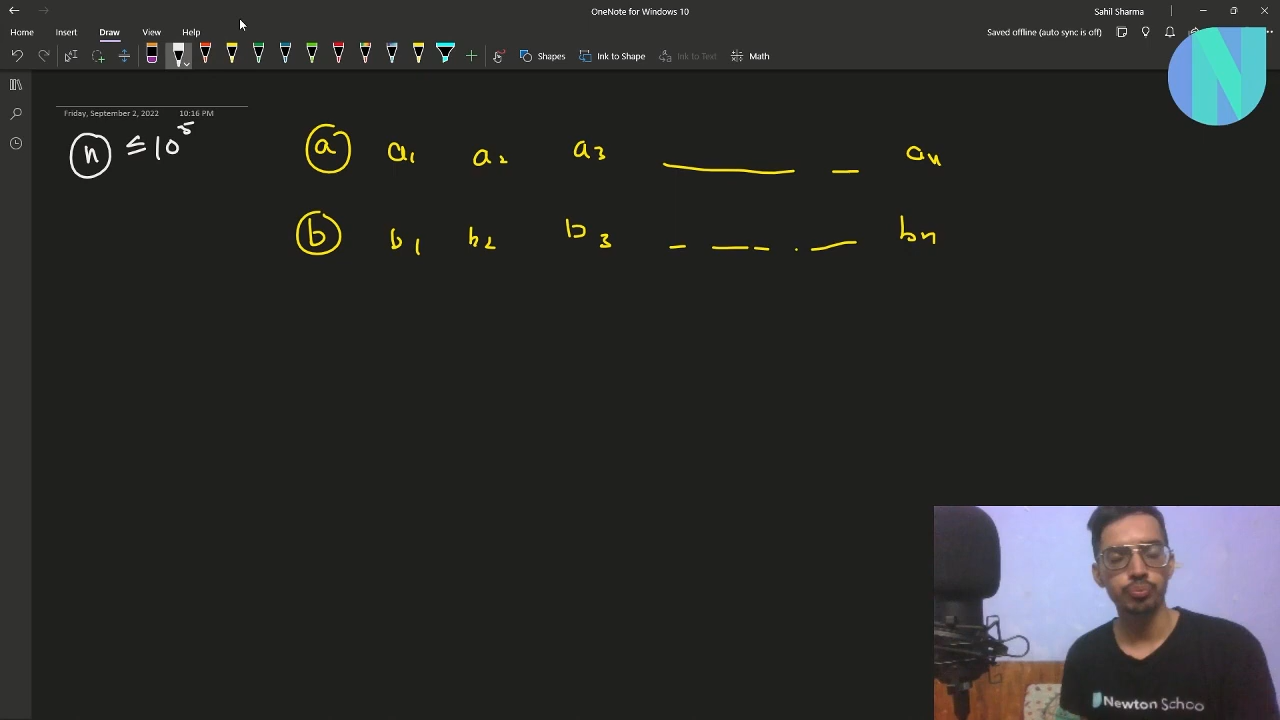 OneNote for Windows 10
Sahil Sharma
Home Insert Draw View Help
Saved offline (auto sync is off)
Shapes Ink to Shape Ink to Text Math
Friday, September 2, 2022 10:16 PM
n ≤ 10^5
a a1 a2 a3 an
b b1 b2 b3 bn
N
Newton Schoo